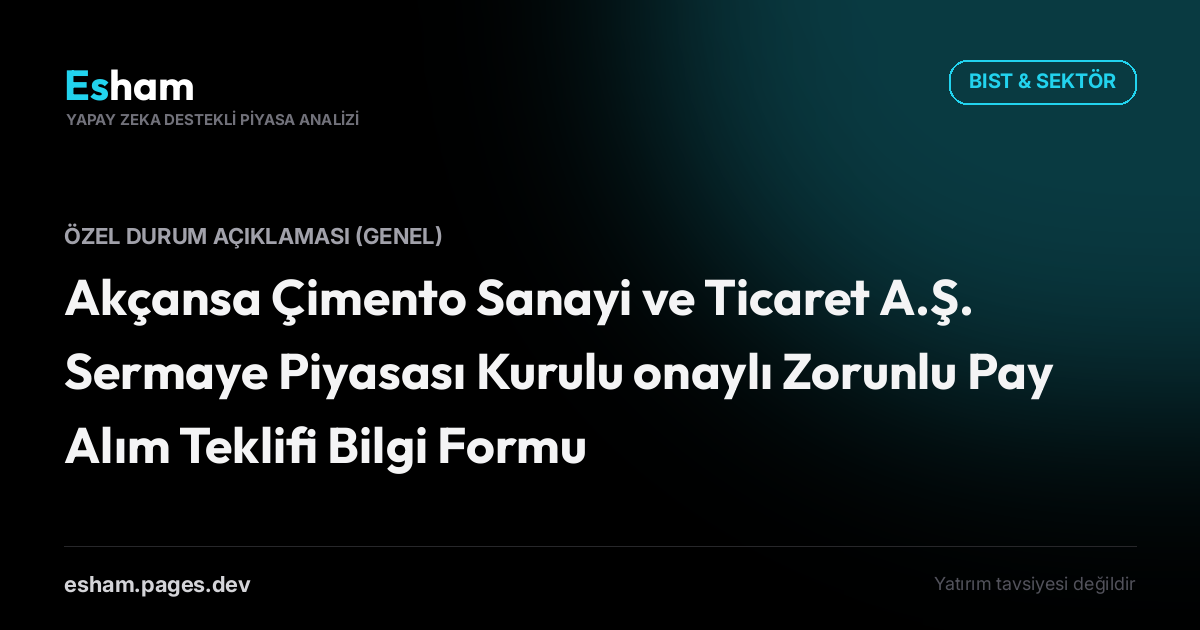 Esham
YAPAY ZEKA DESTEKLİ PİYASA ANALİZİ
BIST & SEKTÖR
ÖZEL DURUM AÇIKLAMASI (GENEL)
Akçansa Çimento Sanayi ve Ticaret A.Ş.
Sermaye Piyasası Kurulu onaylı Zorunlu Pay
Alım Teklifi Bilgi Formu
esham.pages.dev
Yatırım tavsiyesi değildir